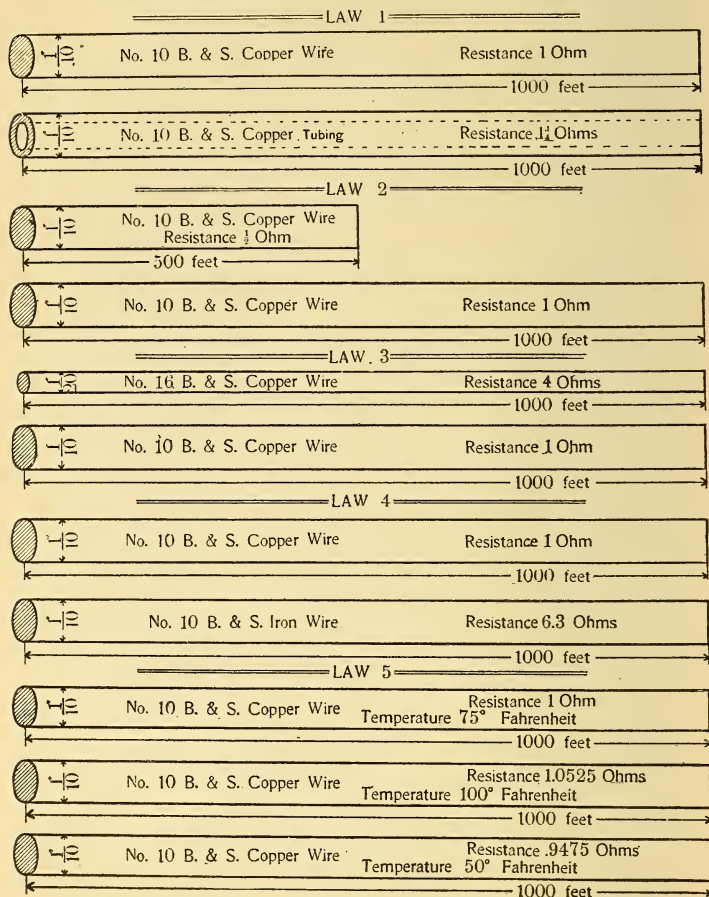 LAW 1
1/10 No. 10 B. & S. Copper Wire Resistance 1 Ohm
1000 feet
1/10 No. 10 B. & S. Copper Tubing Resistance 1¼ Ohms
1000 feet
LAW 2
1/10 No. 10 B. & S. Copper Wire
Resistance ½ Ohm
500 feet
1/10 No. 10 B. & S. Copper Wire Resistance 1 Ohm
1000 feet
LAW 3
1/20 No. 16 B. & S. Copper Wire Resistance 4 Ohms
1000 feet
1/10 No. 10 B. & S. Copper Wire Resistance 1 Ohm
1000 feet
LAW 4
1/10 No. 10 B. & S. Copper Wire Resistance 1 Ohm
1000 feet
1/10 No. 10 B. & S. Iron Wire Resistance 6.3 Ohms
1000 feet
LAW 5
1/10 No. 10 B. & S. Copper Wire Resistance 1 Ohm
Temperature 75° Fahrenheit
1000 feet
1/10 No. 10 B. & S. Copper Wire Resistance 1.0525 Ohms
Temperature 100° Fahrenheit
1000 feet
1/10 No. 10 B. & S. Copper Wire Resistance .9475 Ohms
Temperature 50° Fahrenheit
1000 feet